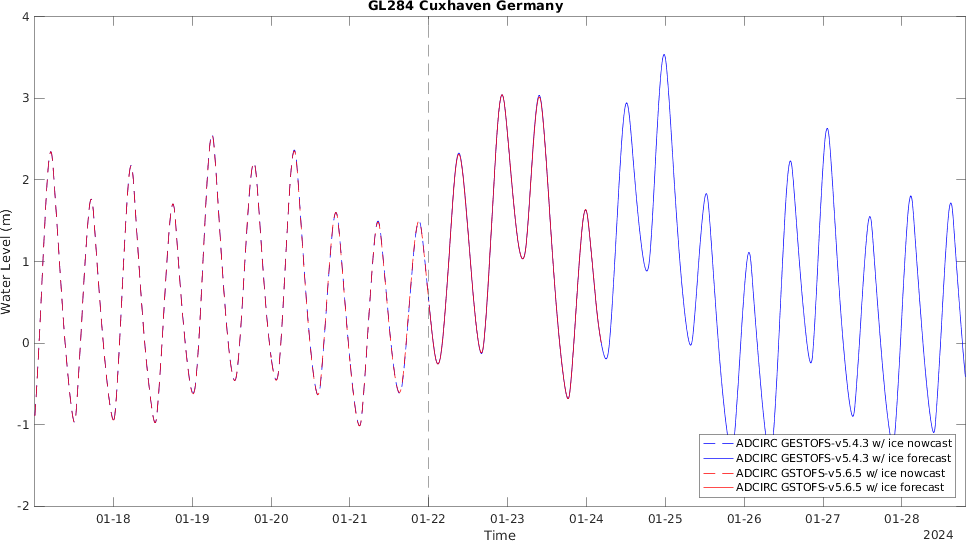 GL284 Cuxhaven Germany
4
3
2
1
0
-1
-2
Water Level (m)
01-18 01-19 01-20 01-21 01-22 01-23 01-24 01-25 01-26 01-27 01-28
Time
2024
ADCIRC GESTOFS-v5.4.3 w/ ice nowcast
ADCIRC GESTOFS-v5.4.3 w/ ice forecast
ADCIRC GSTOFS-v5.6.5 w/ ice nowcast
ADCIRC GSTOFS-v5.6.5 w/ ice forecast